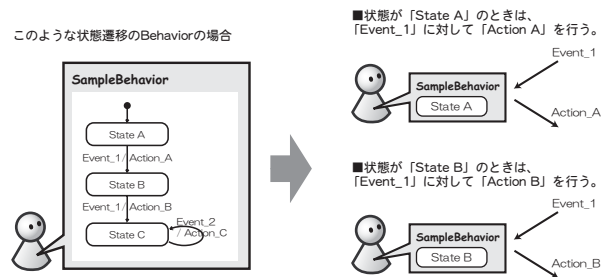 このような状態遷移のBehaviorの場合
SampleBehavior
State A
Event_1/ Action_A
State B
Event_1/ Action_B
State C
Event_2
/ Action_C
■状態が「State A」のときは、
「Event_1」に対して「Action A」を行う。
Event_1
SampleBehavior
State A
Action_A
■状態が「State B」のときは、
「Event_1」に対して「Action B」を行う。
Event_1
SampleBehavior
State B
Action_B